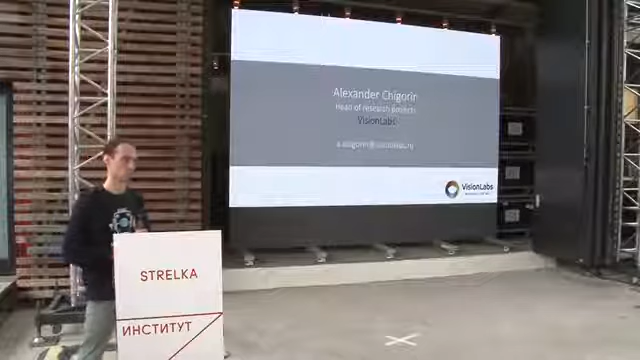 Alexander Chigorin
Head of research projects
VisionLabs
VisionLabs
STRELKA
ИНСТИТУТ